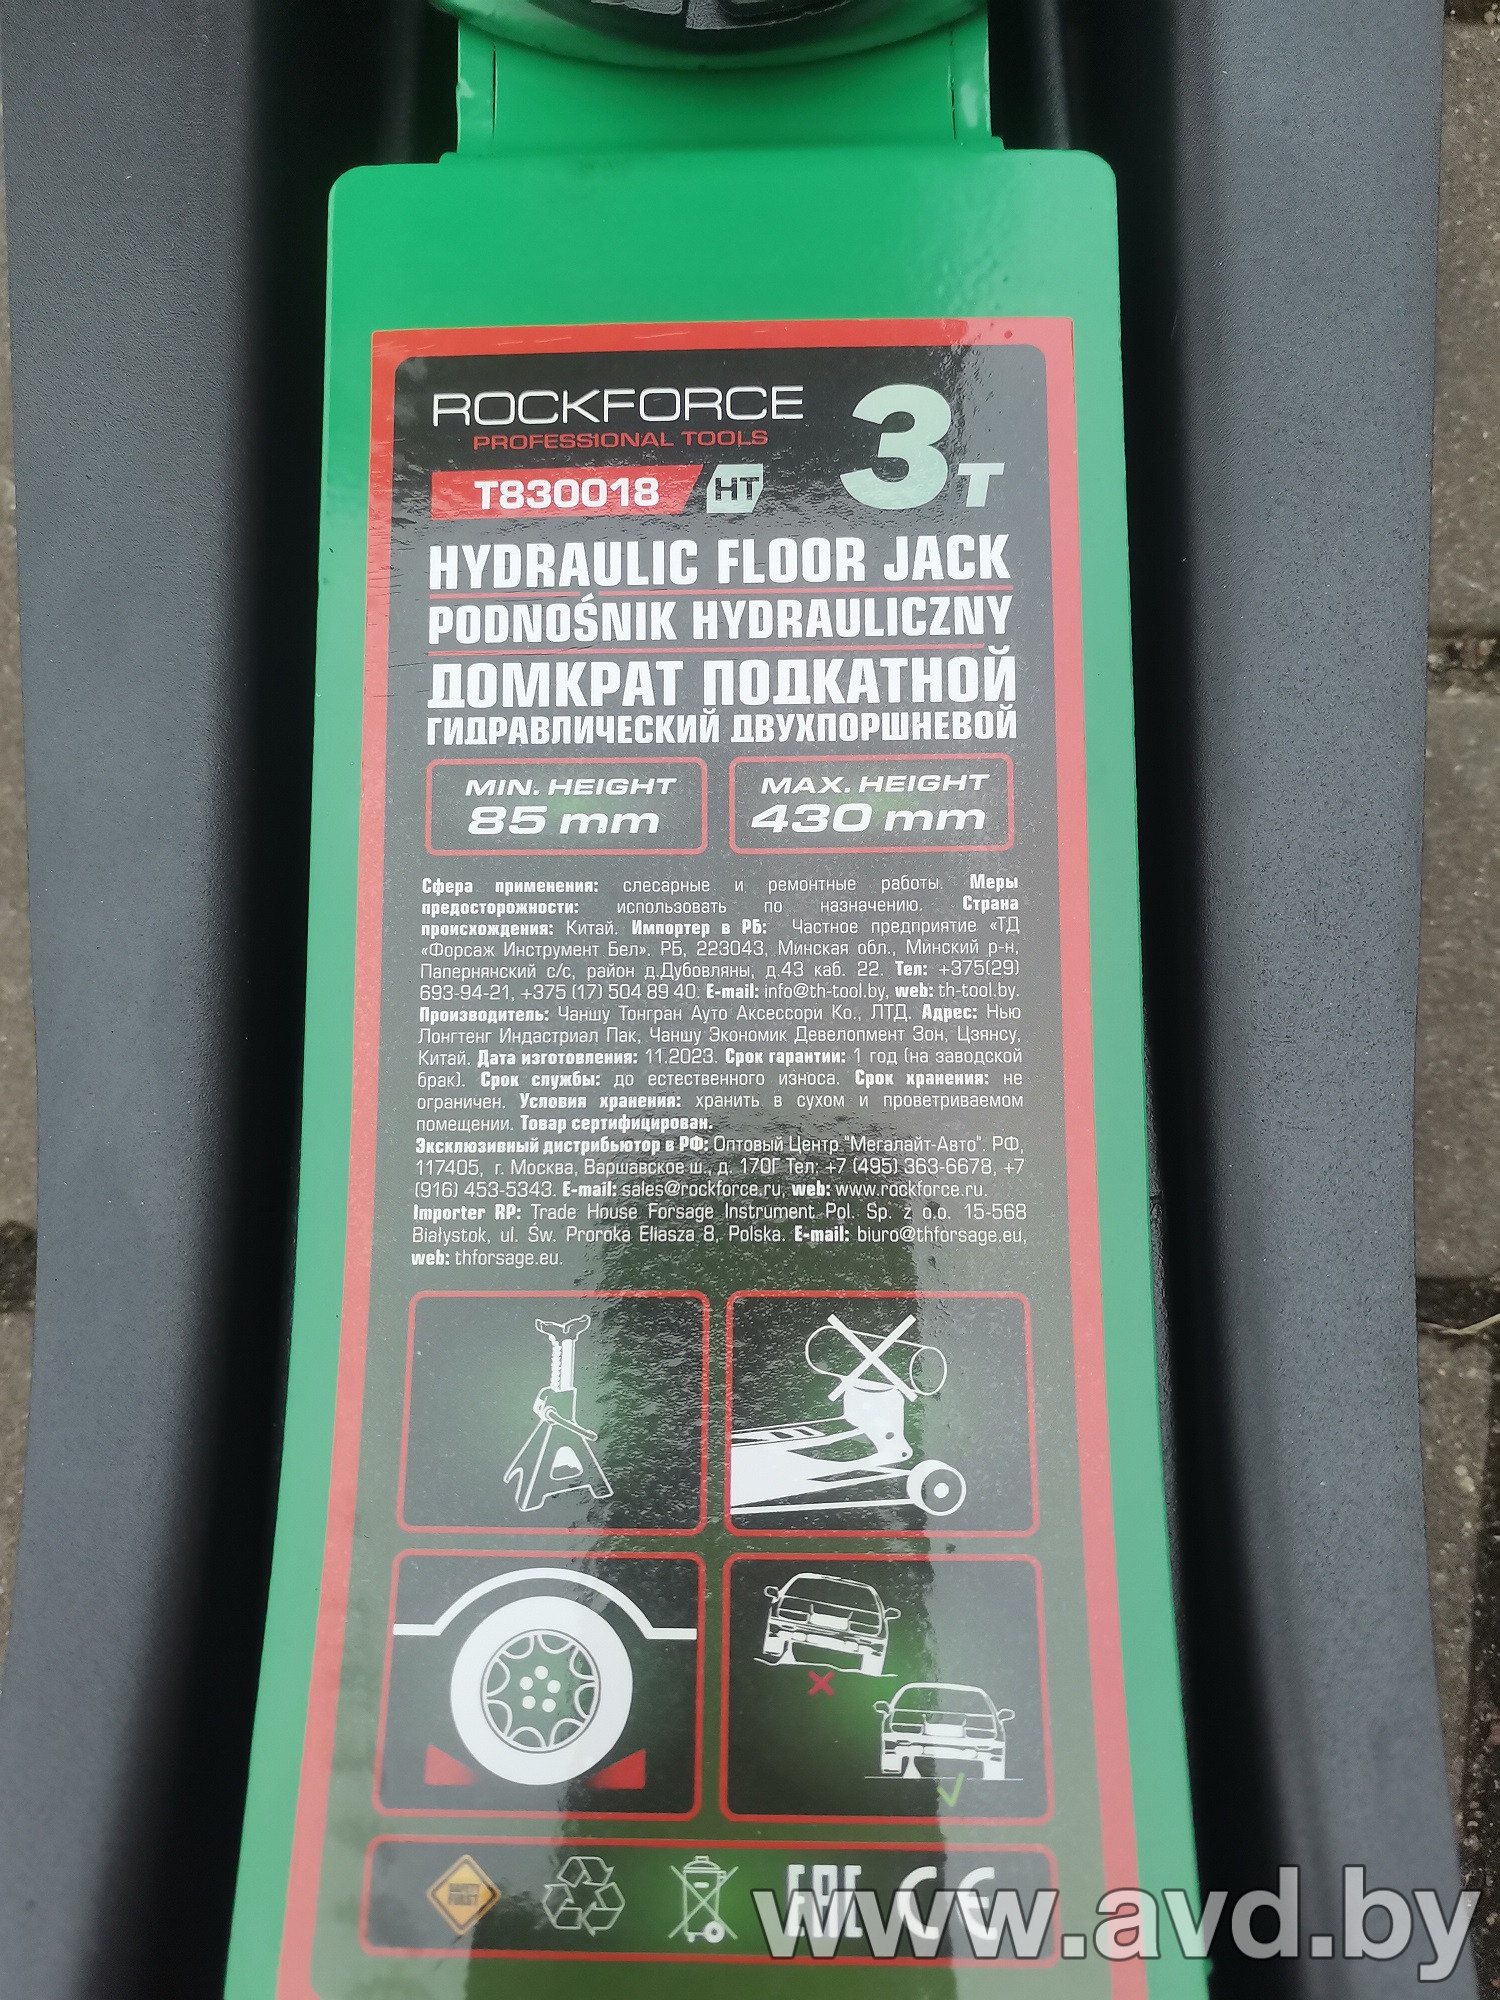 ROCKFORCE
PROFESSIONAL TOOLS
3т
T830018 HT
HYDRAULIC FLOOR JACK
PODNOŚNIK HYDRAULICZNY
ДОМКРАТ ПОДКАТНОЙ
ГИДРАВЛИЧЕСКИЙ ДВУХПОРШНЕВОЙ
MIN. HEIGHT
85 mm
MAX. HEIGHT
430 mm
Сфера применения: слесарные и ремонтные работы. Меры
предосторожности: использовать по назначению. Страна
происхождения: Китай. Импортер в РБ: Частное предприятие «ТД
«Форсаж Инструмент Бел». РБ, 223043, Минская обл., Минский р-н,
Папернянский с/с, район д.Дубовляны, д.43 каб. 22. Тел: +375(29)
693-94-21, +375 (17) 504 89 40. E-mail: info@th-tool.by, web: th-tool.by.
Производитель: Чаншу Тонгран Ауто Аксессори Ко., ЛТД. Адрес: Нью
Лонгтенг Индастриал Пак, Чаншу Экономик Девелопмент Зон, Цзянсу,
Китай. Дата изготовления: 11.2023. Срок гарантии: 1 год (на заводской
брак). Срок службы: до естественного износа. Срок хранения: не
ограничен. Условия хранения: хранить в сухом и проветриваемом
помещении. Товар сертифицирован.
Эксклюзивный дистрибьютор в РФ: Оптовый Центр "Мегалайт-Авто". РФ,
117405, г. Москва, Варшавское ш., д. 170Г Тел: +7 (495) 363-6678, +7
(916) 453-5343. E-mail: sales@rockforce.ru, web: www.rockforce.ru.
Importer RP: Trade House Forsage Instrument Pol. Sp. z o.o. 15-568
Białystok, ul. Św. Proroka Eliasza 8, Polska. E-mail: biuro@thforsage.eu,
web: thforsage.eu.
SAFETY
FIRST
EAC CE
www.avd.by